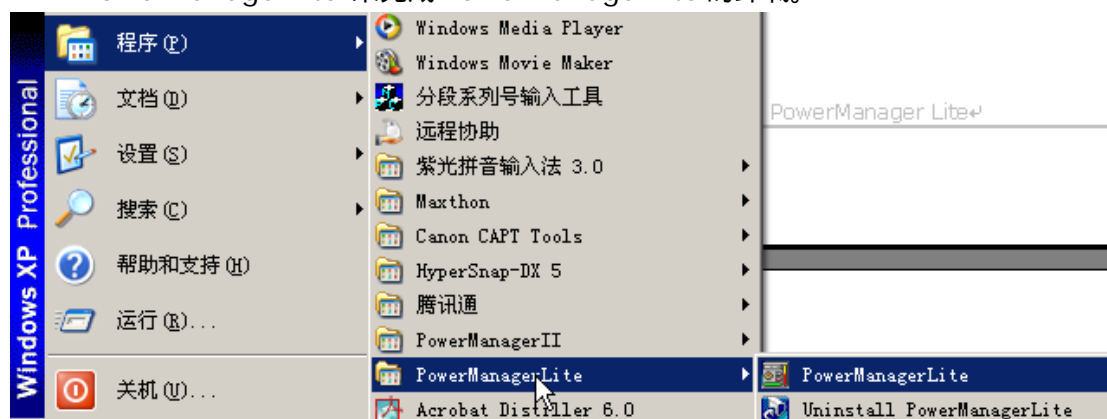 Windows XP Professional
程序(P)
文档(D)
设置(S)
搜索(C)
帮助和支持(H)
运行(R)...
关机(U)...
Windows Media Player
Windows Movie Maker
分段系列号输入工具
远程协助
紫光拼音输入法 3.0
Maxthon
Canon CAPT Tools
HyperSnap-DX 5
腾讯通
PowerManagerII
PowerManagerLite
Acrobat Distiller 6.0
PowerManager Lite↵
PowerManagerLite
Uninstall PowerManagerLite